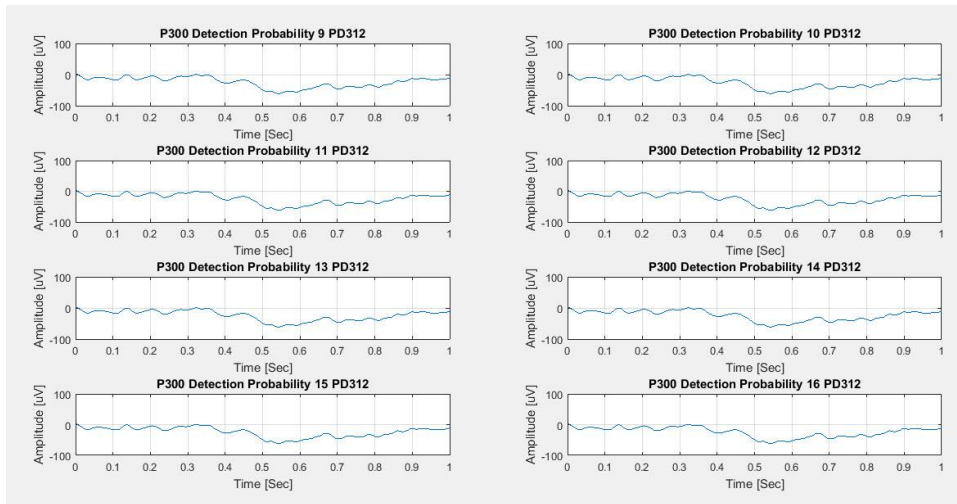 P300 Detection Probability 9 PD312
Amplitude [uV]
100
0
-100
0 0.1 0.2 0.3 0.4 0.5 0.6 0.7 0.8 0.9 1
Time [Sec]
P300 Detection Probability 10 PD312
Amplitude [uV]
100
0
-100
0 0.1 0.2 0.3 0.4 0.5 0.6 0.7 0.8 0.9 1
Time [Sec]
P300 Detection Probability 11 PD312
Amplitude [uV]
100
0
-100
0 0.1 0.2 0.3 0.4 0.5 0.6 0.7 0.8 0.9 1
Time [Sec]
P300 Detection Probability 12 PD312
Amplitude [uV]
100
0
-100
0 0.1 0.2 0.3 0.4 0.5 0.6 0.7 0.8 0.9 1
Time [Sec]
P300 Detection Probability 13 PD312
Amplitude [uV]
100
0
-100
0 0.1 0.2 0.3 0.4 0.5 0.6 0.7 0.8 0.9 1
Time [Sec]
P300 Detection Probability 14 PD312
Amplitude [uV]
100
0
-100
0 0.1 0.2 0.3 0.4 0.5 0.6 0.7 0.8 0.9 1
Time [Sec]
P300 Detection Probability 15 PD312
Amplitude [uV]
100
0
-100
0 0.1 0.2 0.3 0.4 0.5 0.6 0.7 0.8 0.9 1
Time [Sec]
P300 Detection Probability 16 PD312
Amplitude [uV]
100
0
-100
0 0.1 0.2 0.3 0.4 0.5 0.6 0.7 0.8 0.9 1
Time [Sec]